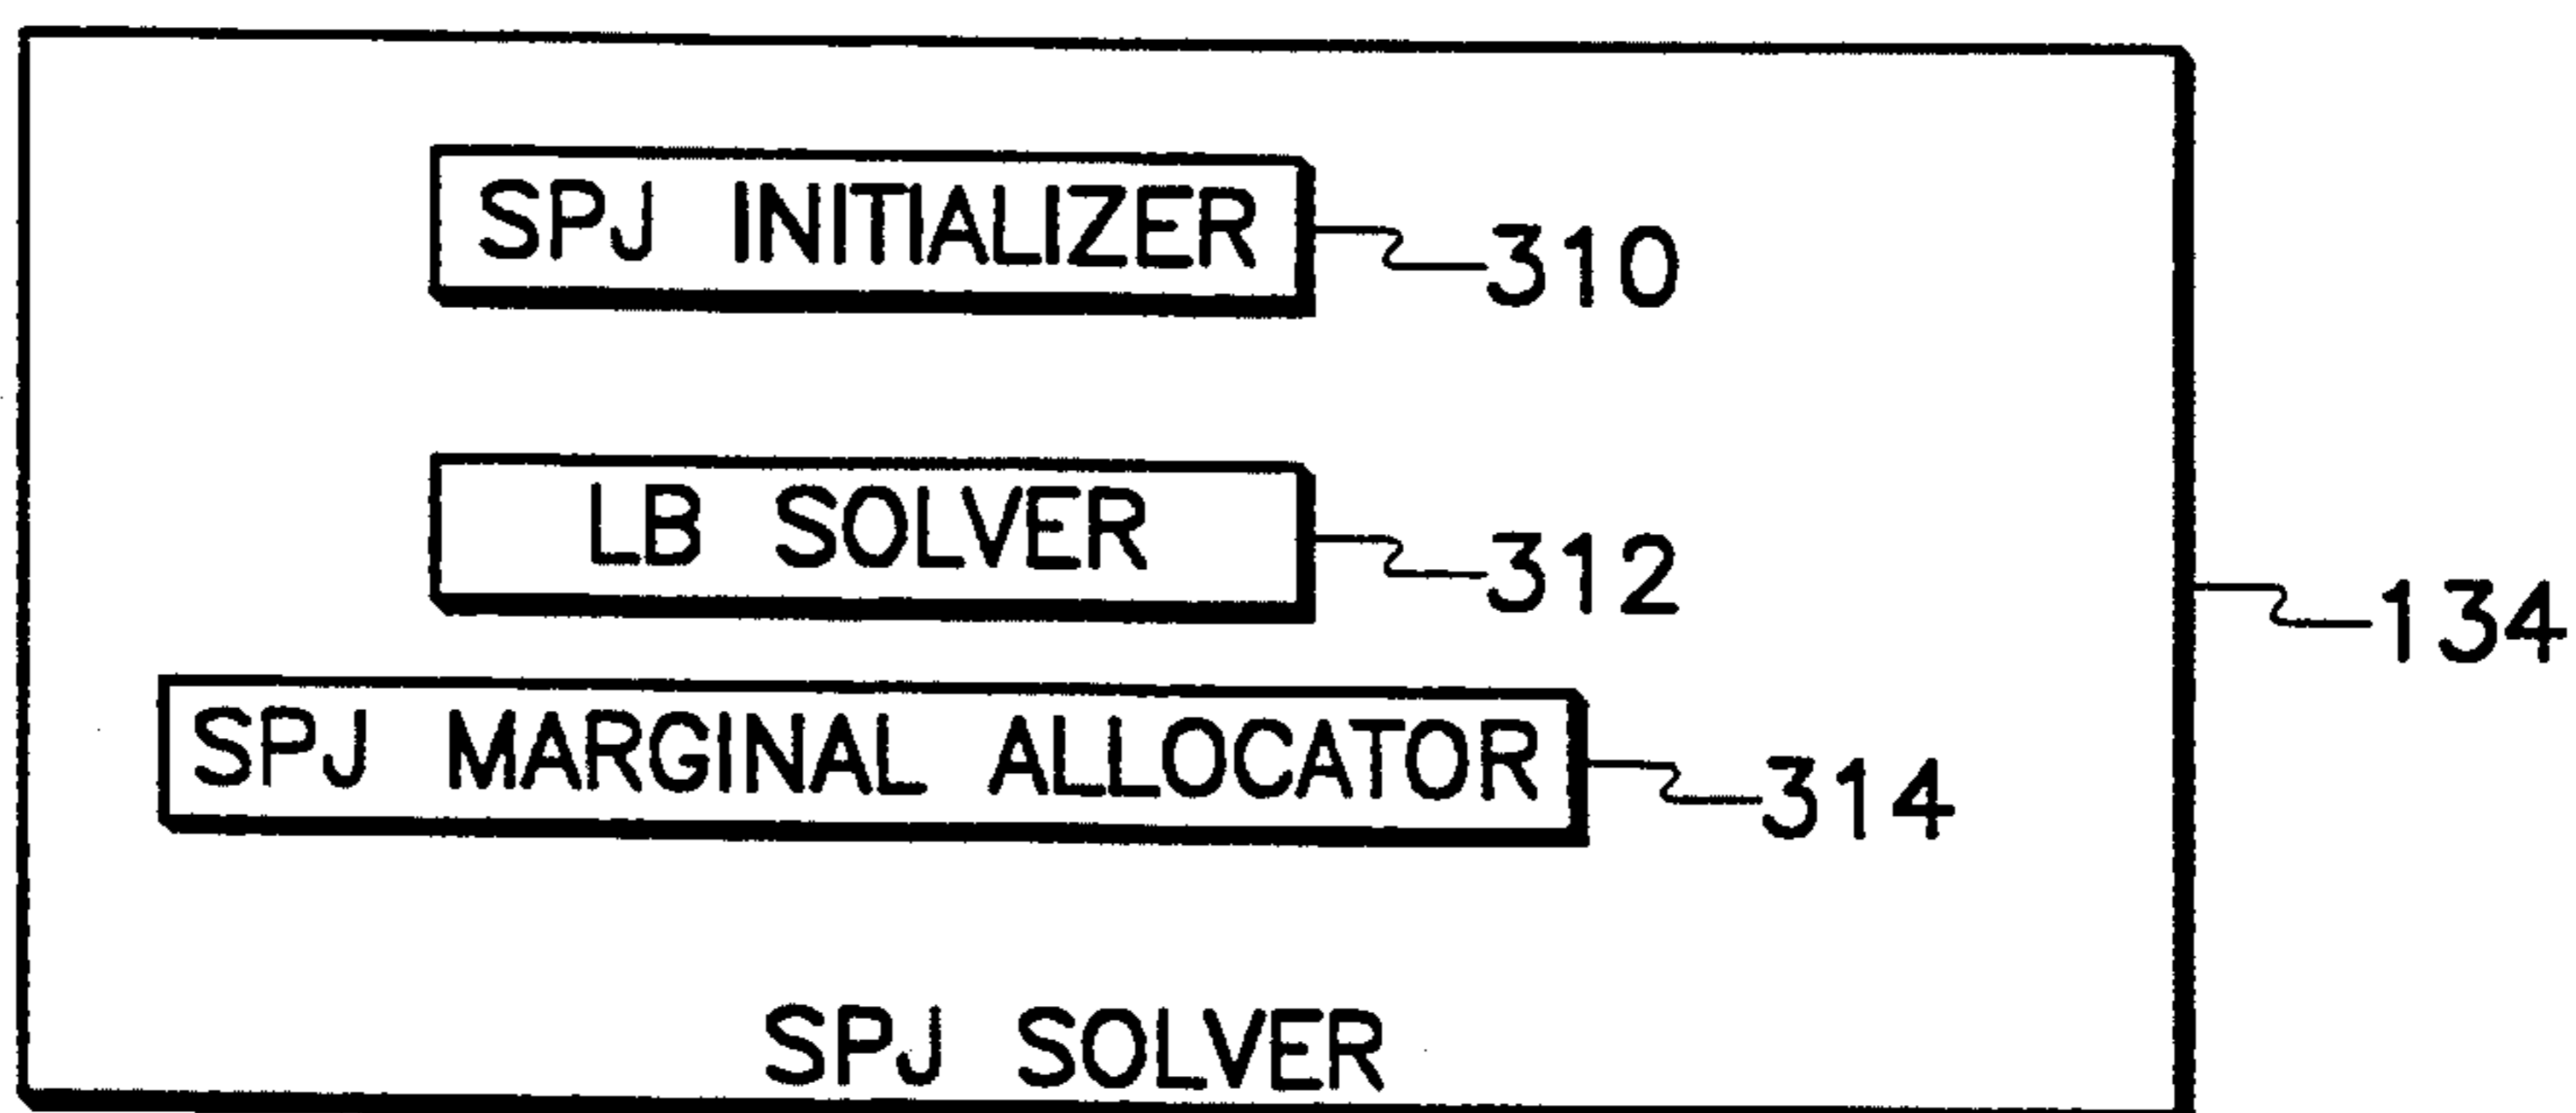 SPJ INITIALIZER
310
LB SOLVER
312
134
SPJ MARGINAL ALLOCATOR
314
SPJ SOLVER